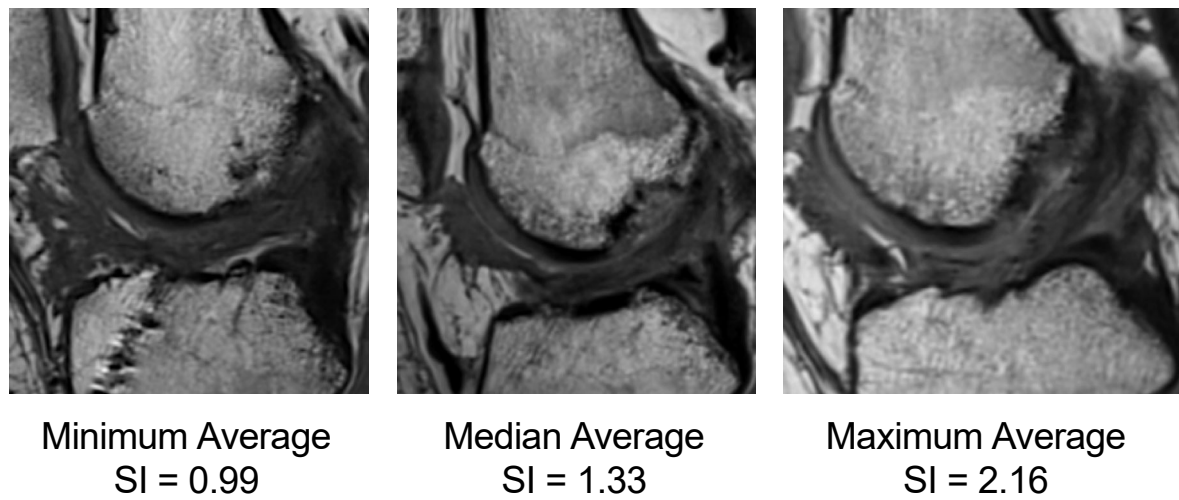 Minimum Average
SI = 0.99
Median Average
SI = 1.33
Maximum Average
SI = 2.16